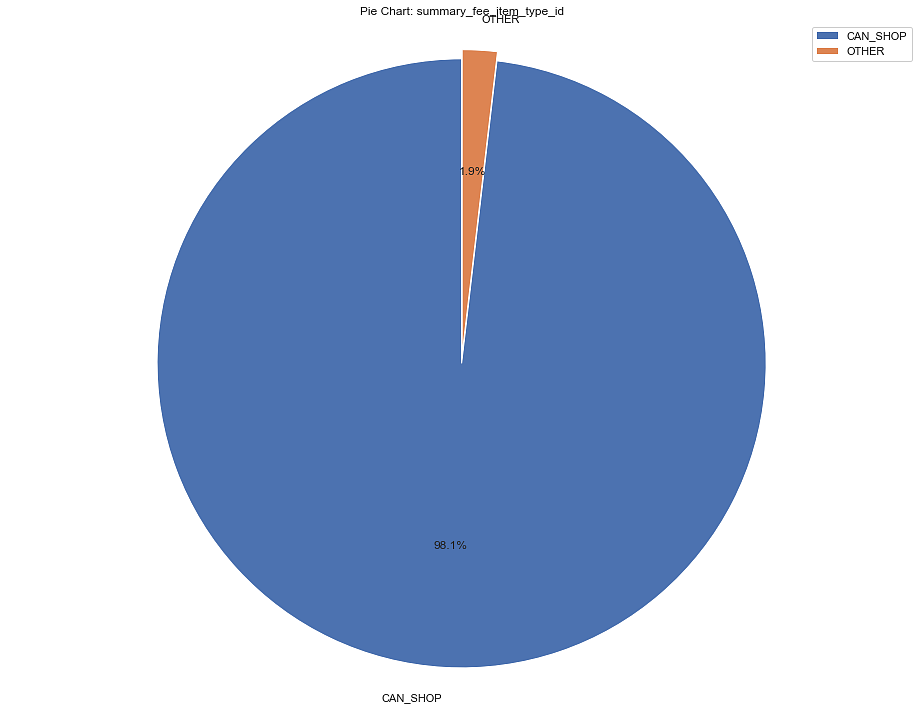 Pie Chart: summary_fee_item_type_id
OTHER
CAN_SHOP
OTHER
1.9%
98.1%
CAN_SHOP